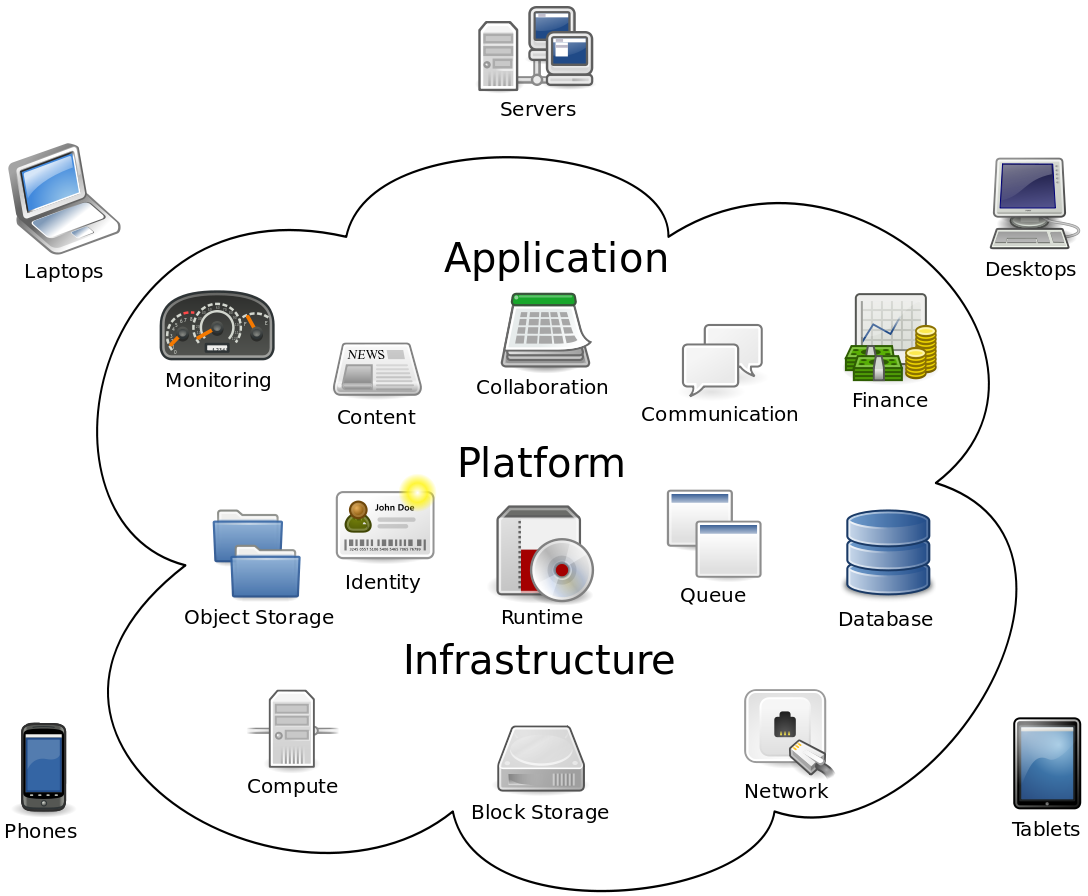 Servers
Laptops
Desktops
Application
Monitoring
NEWS
Content
Collaboration
Communication
Finance
Platform
John Doe
Object Storage
Identity
Runtime
Queue
Database
Infrastructure
Compute
Block Storage
Network
Phones
Tablets